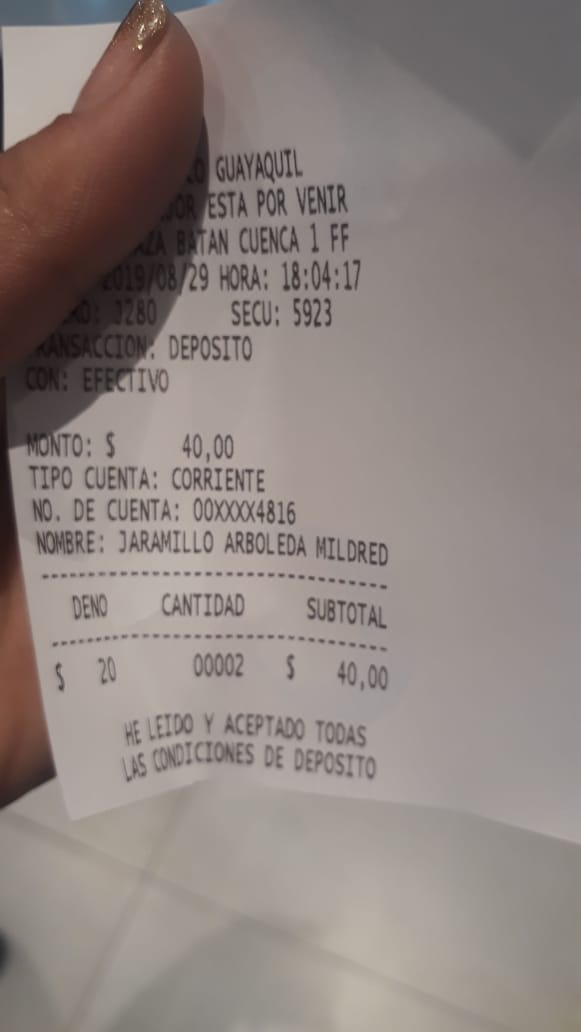 GUAYAQUIL
ESTA POR VENIR
BATAN CUENCA 1 FF
2019/08/29 HORA: 18:04:17
3280 SECU: 5923
TRANSACCION: DEPOSITO
CON: EFECTIVO
MONTO: $ 40,00
TIPO CUENTA: CORRIENTE
NO. DE CUENTA: 00XXXX4816
NOMBRE: JARAMILLO ARBOLEDA MILDRED
DENO CANTIDAD SUBTOTAL
$ 20 00002 $ 40,00
HE LEIDO Y ACEPTADO TODAS
LAS CONDICIONES DE DEPOSITO